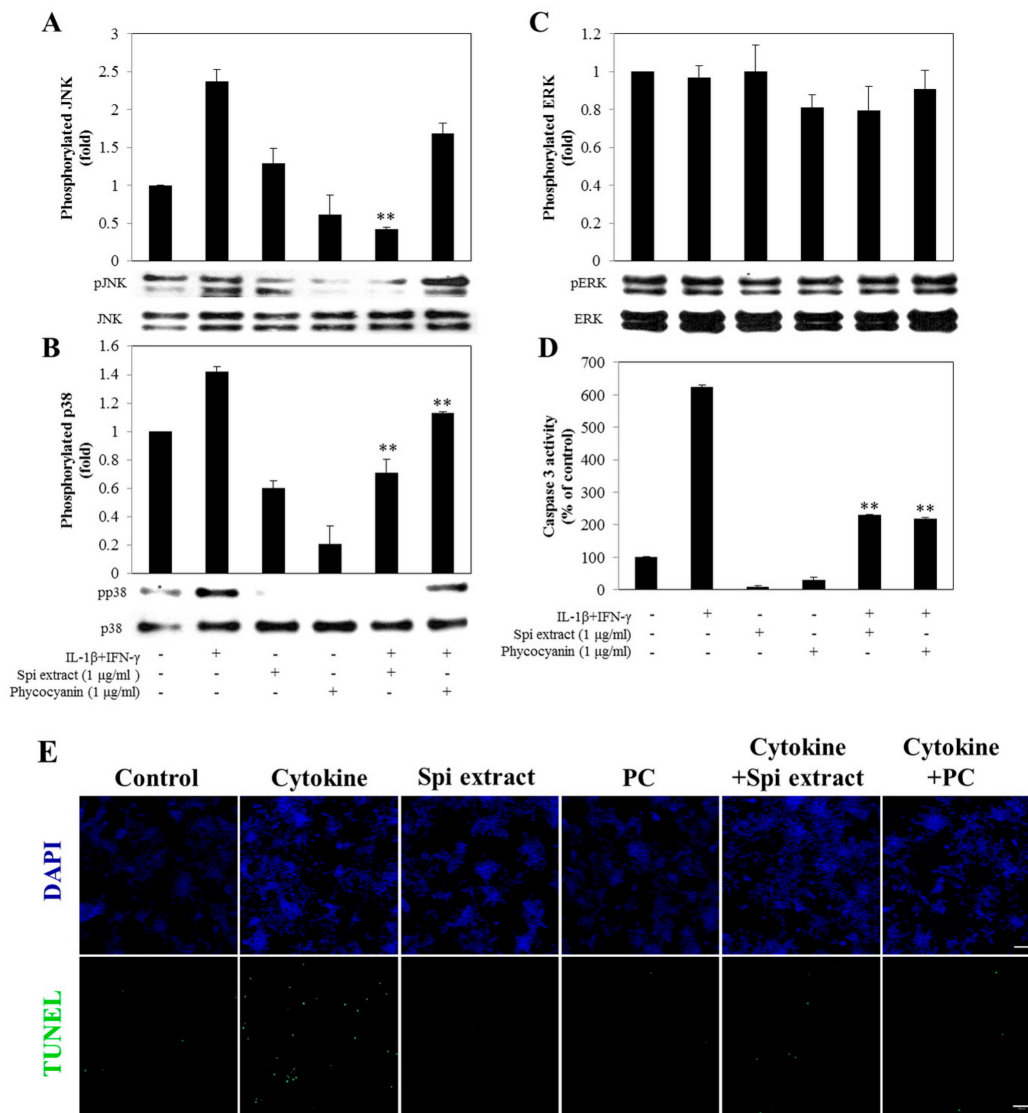 A
Phosphorylated JNK
(fold)
3
2.5
2
1.5
1
0.5
0
**
pJNK
JNK
B
Phosphorylated p38
(fold)
1.6
1.4
1.2
1
0.8
0.6
0.4
0.2
0
**
**
pp38
p38
IL-1β+IFN-γ - + - - + +
Spi extract (1 µg/ml ) - - + - + -
Phycocyanin (1 µg/ml) - - - + - +
C
Phosphorylated ERK
(fold)
1.2
1
0.8
0.6
0.4
0.2
0
pERK
ERK
D
Caspase 3 activity
(% of control)
700
600
500
400
300
200
100
0
**
**
IL-1β+IFN-γ - + - - + +
Spi extract (1 µg/ml) - - + - + -
Phycocyanin (1 µg/ml) - - - + - +
E
Control
Cytokine
Spi extract
PC
Cytokine
+Spi extract
Cytokine
+PC
DAPI
TUNEL